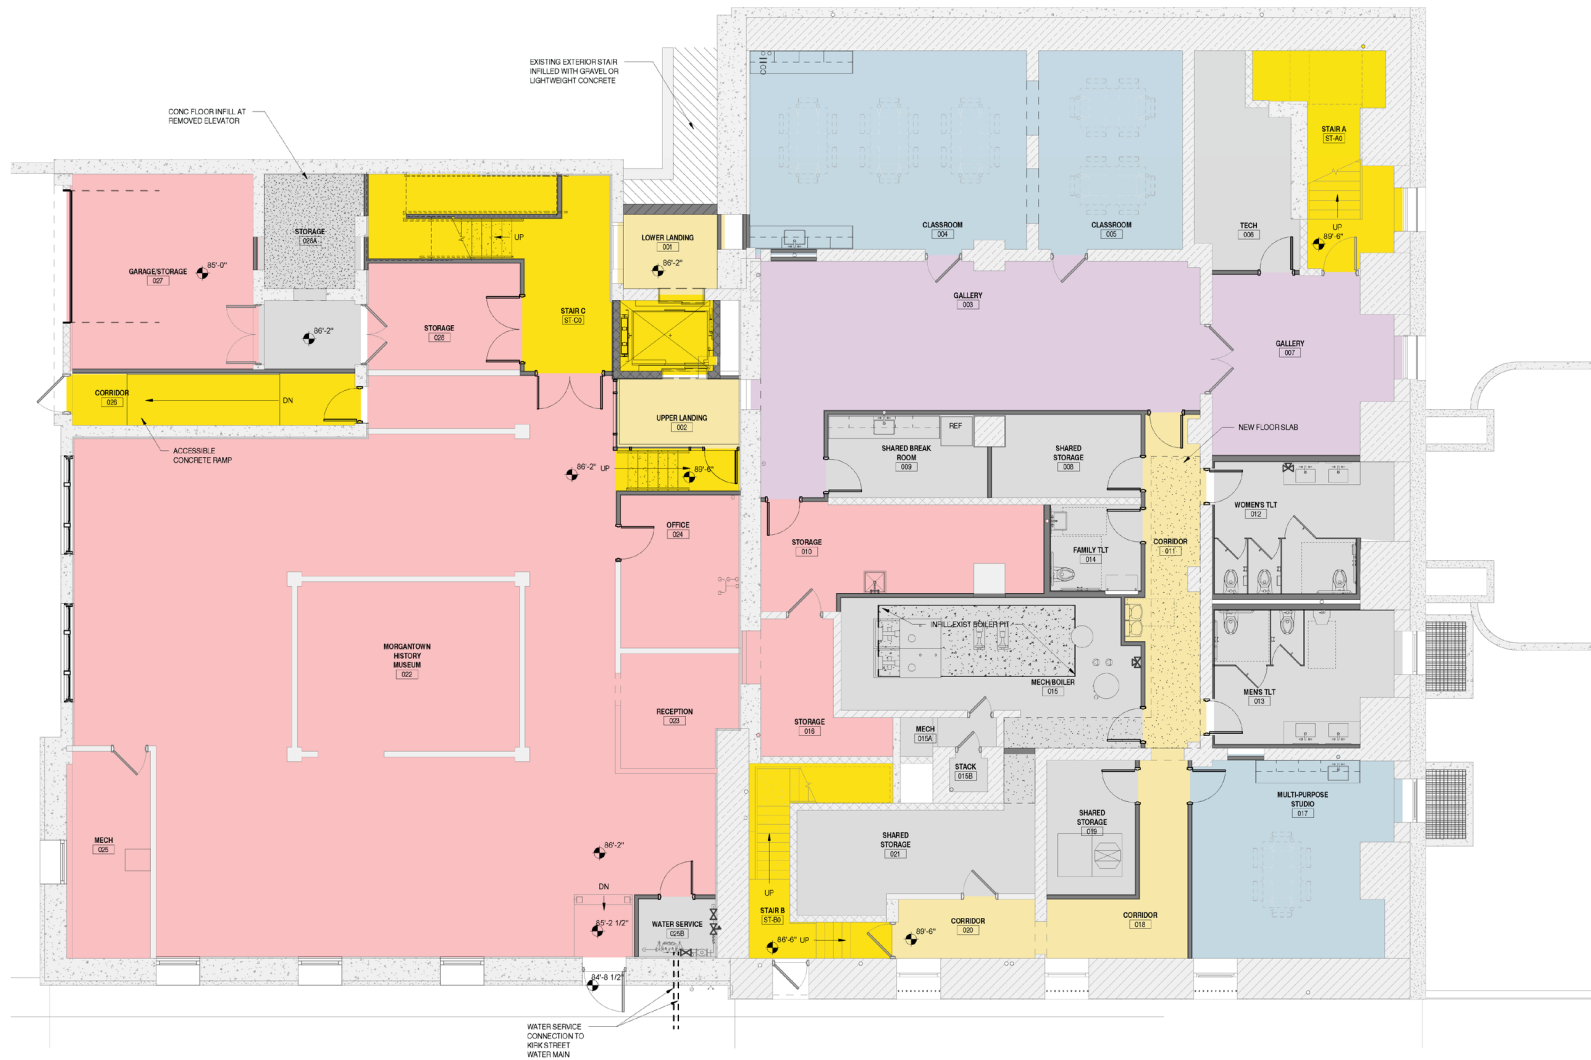 EXISTING EXTERIOR STAIR
INFILLED WITH GRAVEL OR
LIGHTWEIGHT CONCRETE
CONC FLOOR INFILL AT
REMOVED ELEVATOR
STAIR A
ST-A0
UP
89'-6"
CLASSROOM
004
CLASSROOM
005
TECH
006
STORAGE
026A
UP
LOWER LANDING
001
86'-2"
GARAGE/STORAGE
027
85'-0"
GALLERY
003
STAIR C
ST-C0
STORAGE
028
86'-2"
GALLERY
007
CORRIDOR
026
DN
UPPER LANDING
002
REF
NEW FLOOR SLAB
ACCESSIBLE
CONCRETE RAMP
SHARED BREAK
ROOM
009
SHARED
STORAGE
008
86'-2"
UP
89'-6"
WOMEN'S TLT
012
OFFICE
024
STORAGE
010
FAMILY TLT
014
CORRIDOR
011
INFILL EXIST BOILER PIT
MORGANTOWN
HISTORY
MUSEUM
022
MECH/BOILER
015
MEN'S TLT
013
RECEPTION
023
STORAGE
016
MECH
015A
STACK
015B
MULTI-PURPOSE
STUDIO
017
SHARED
STORAGE
019
MECH
025
86'-2"
SHARED
STORAGE
021
DN
UP
STAIR B
ST-B0
WATER SERVICE
025B
85'-2 1/2"
86'-6"
UP
89'-6"
CORRIDOR
020
CORRIDOR
018
84'-8 1/2"
WATER SERVICE
CONNECTION TO
KIRK STREET
WATER MAIN